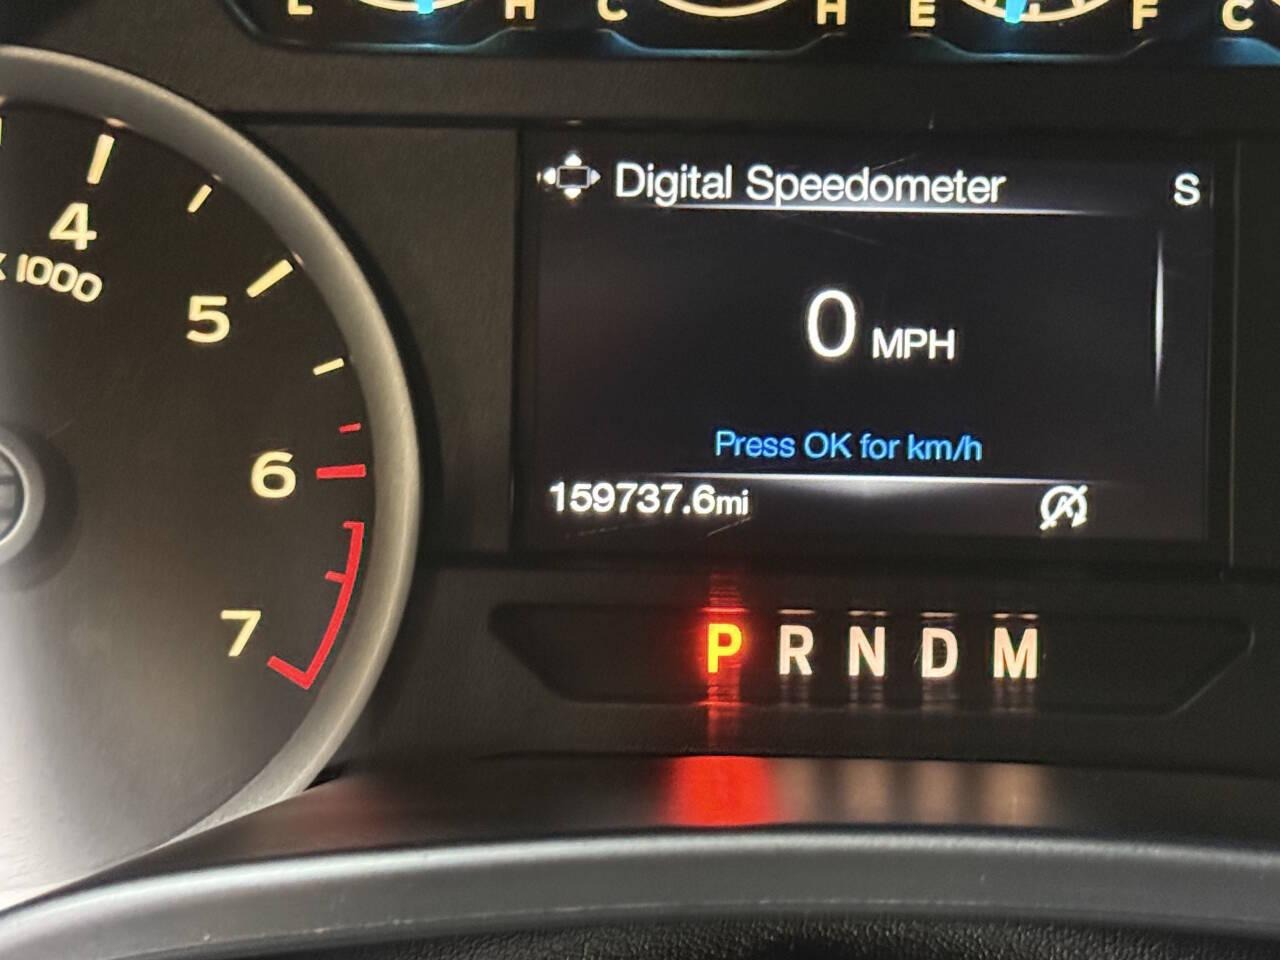 L H C H E F C
4
x 1000
5
6
7
Digital Speedometer S
0 MPH
Press OK for km/h
159737.6mi
P R N D M